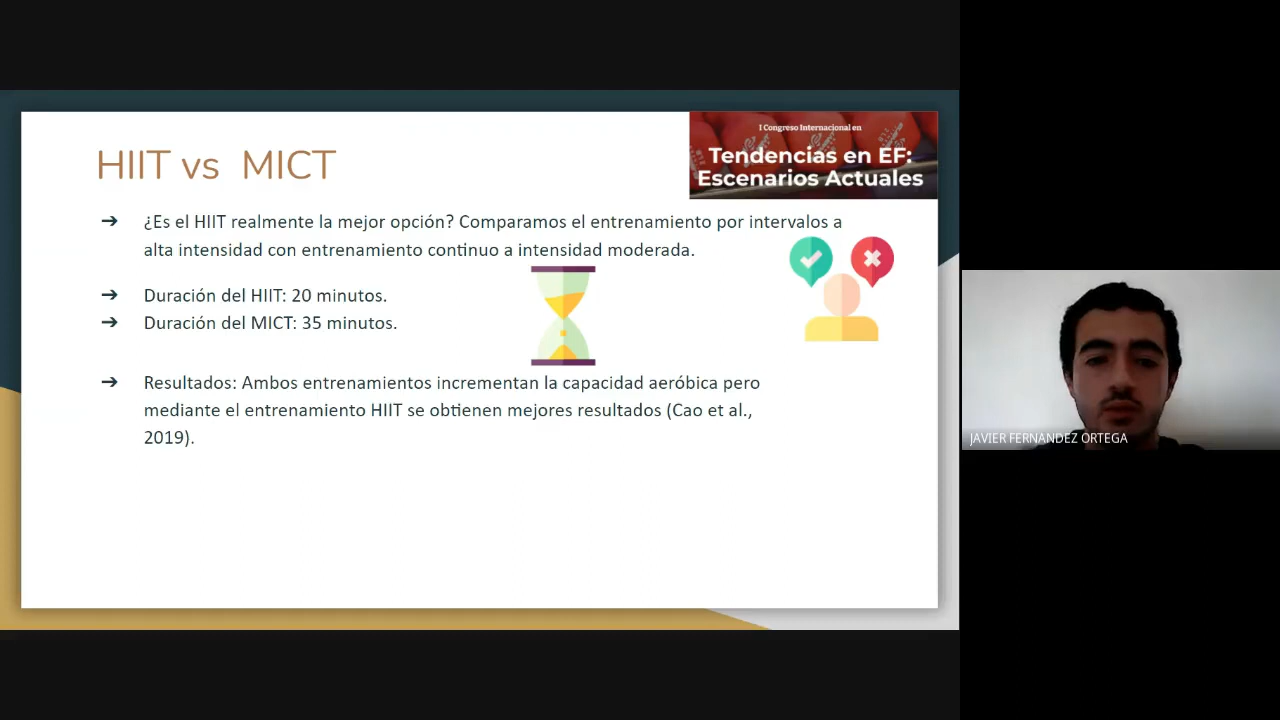 I Congreso Internacional en
Tendencias en EF:
Escenarios Actuales
HIIT vs MICT
➔ ¿Es el HIIT realmente la mejor opción? Comparamos el entrenamiento por intervalos a
alta intensidad con entrenamiento continuo a intensidad moderada.
➔ Duración del HIIT: 20 minutos.
➔ Duración del MICT: 35 minutos.
➔ Resultados: Ambos entrenamientos incrementan la capacidad aeróbica pero
mediante el entrenamiento HIIT se obtienen mejores resultados (Cao et al.,
2019).
JAVIER FERNANDEZ ORTEGA